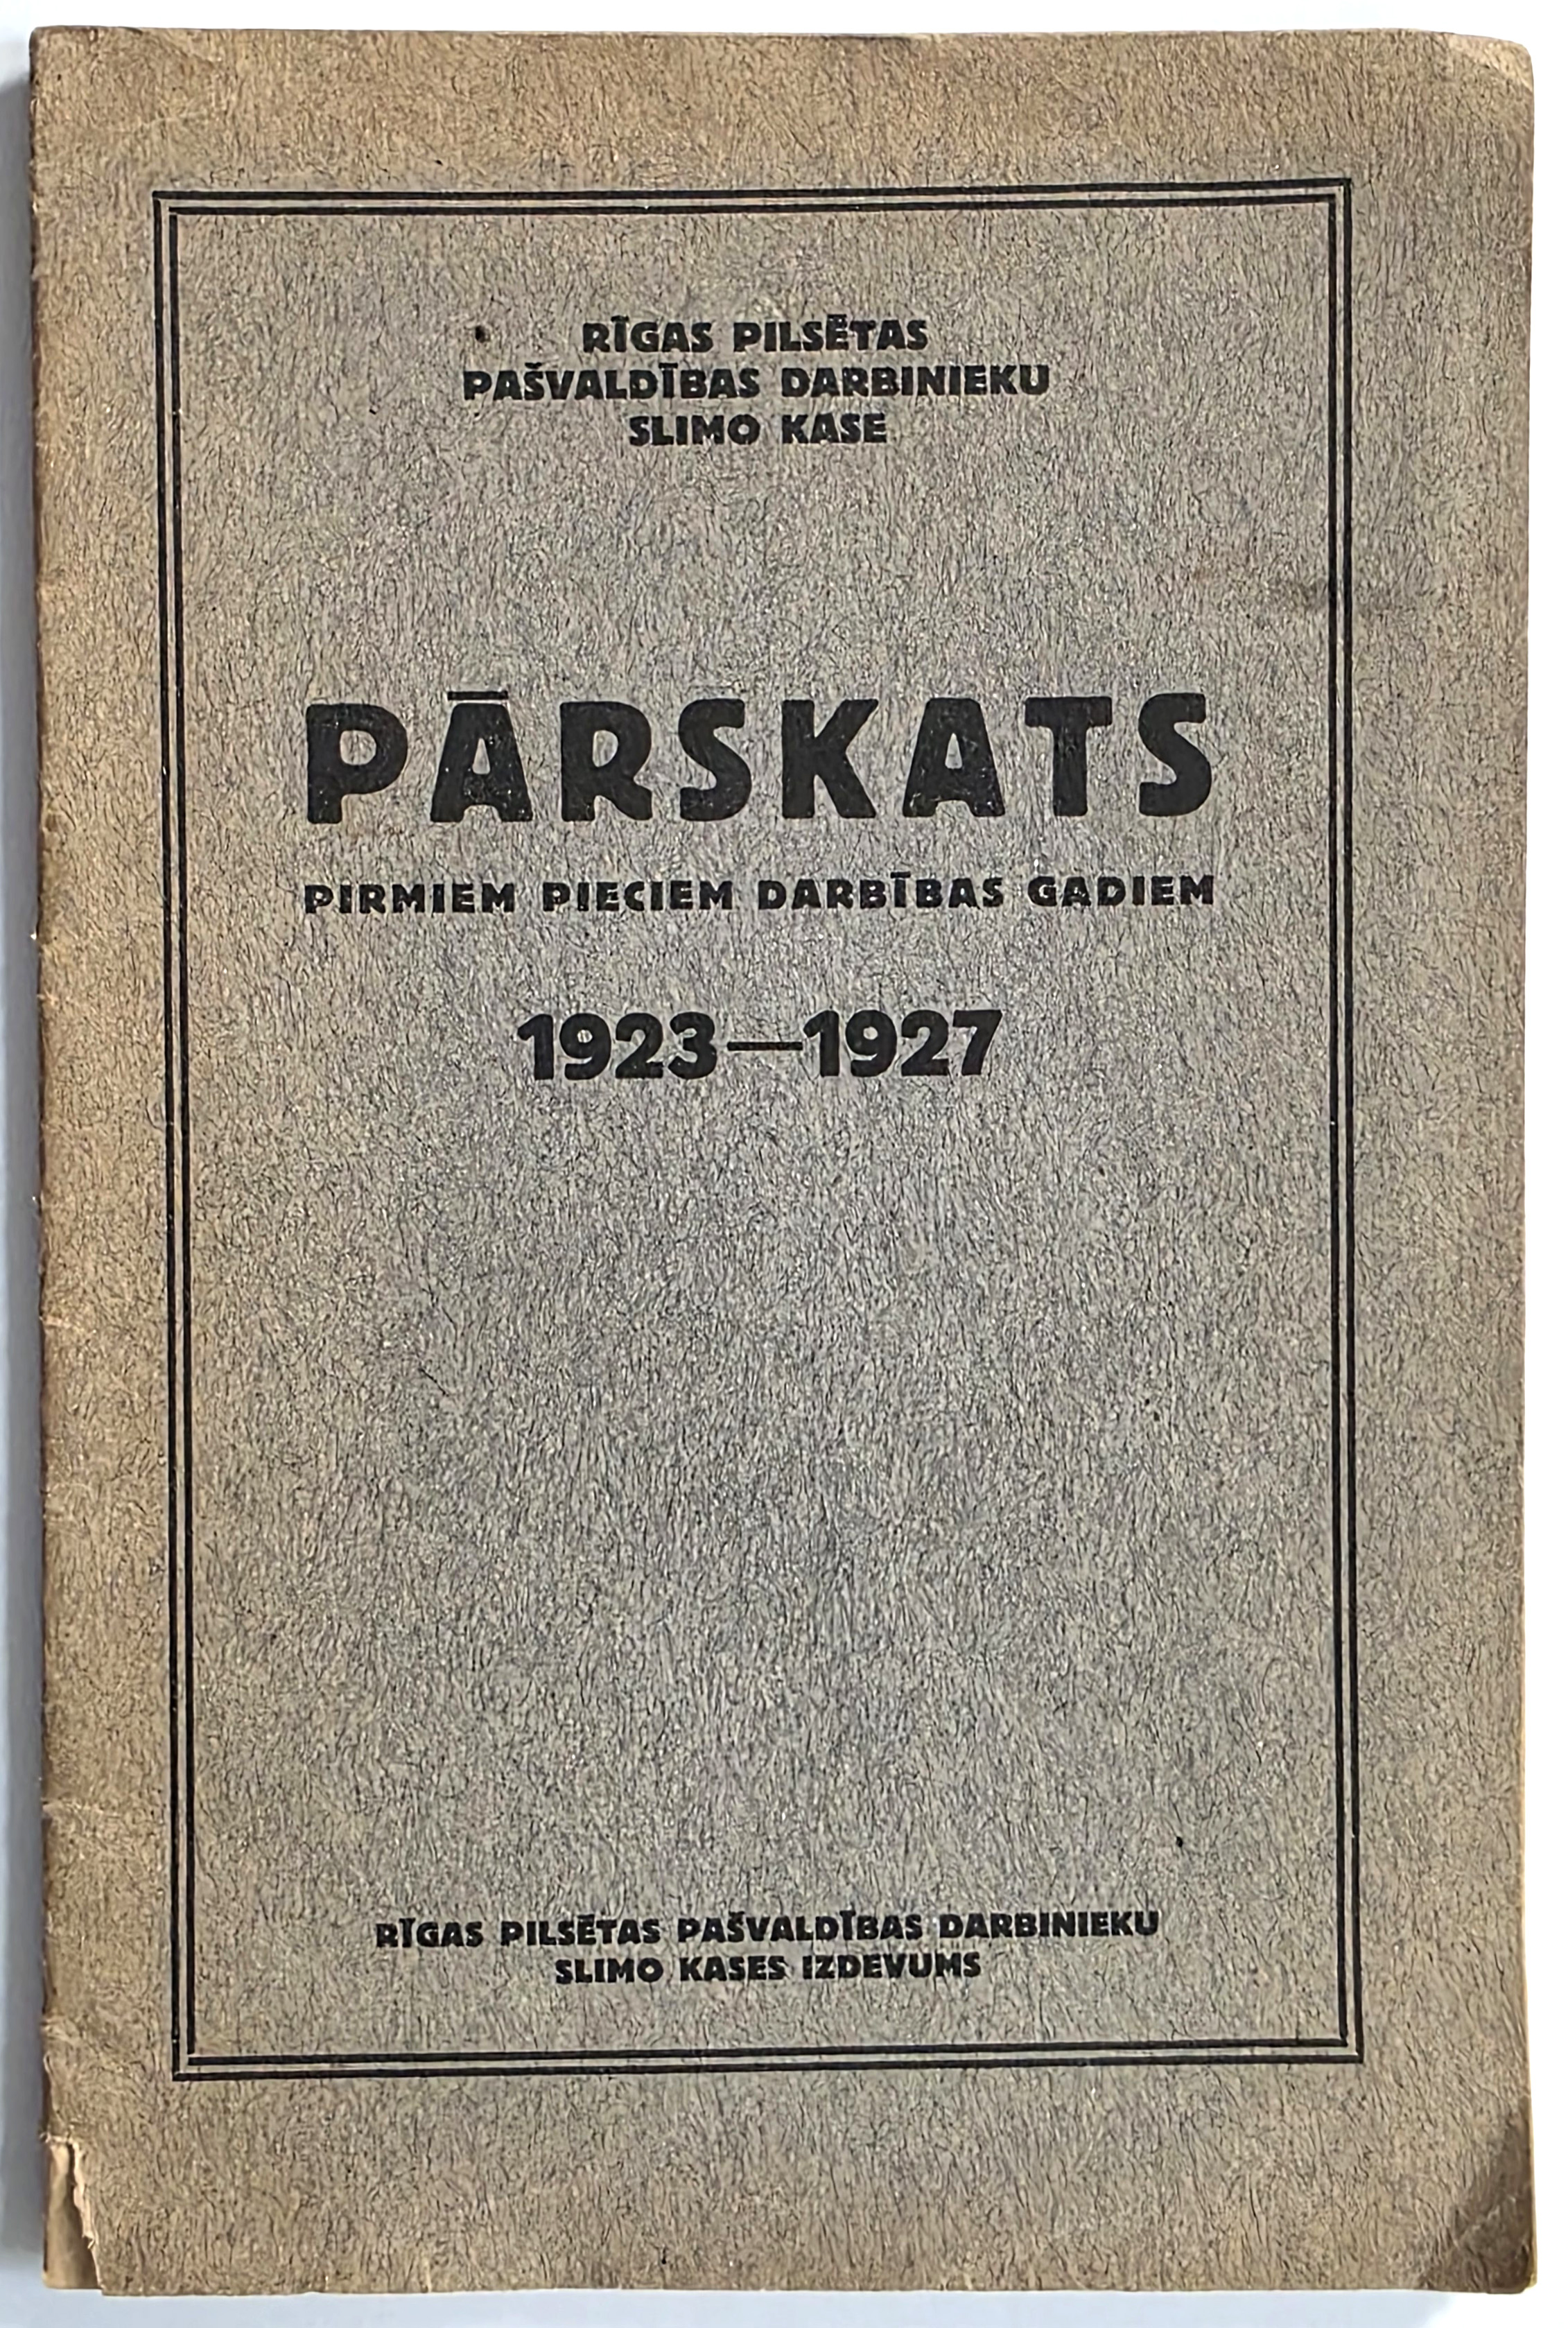 RĪGAS PILSĒTAS
PAŠVALDĪBAS DARBINIEKU
SLIMO KASE
PĀRSKATS
PIRMIEM PIECIEM DARBĪBAS GADIEM
1923—1927
RĪGAS PILSĒTAS PAŠVALDĪBAS DARBINIEKU
SLIMO KASES IZDEVUMS